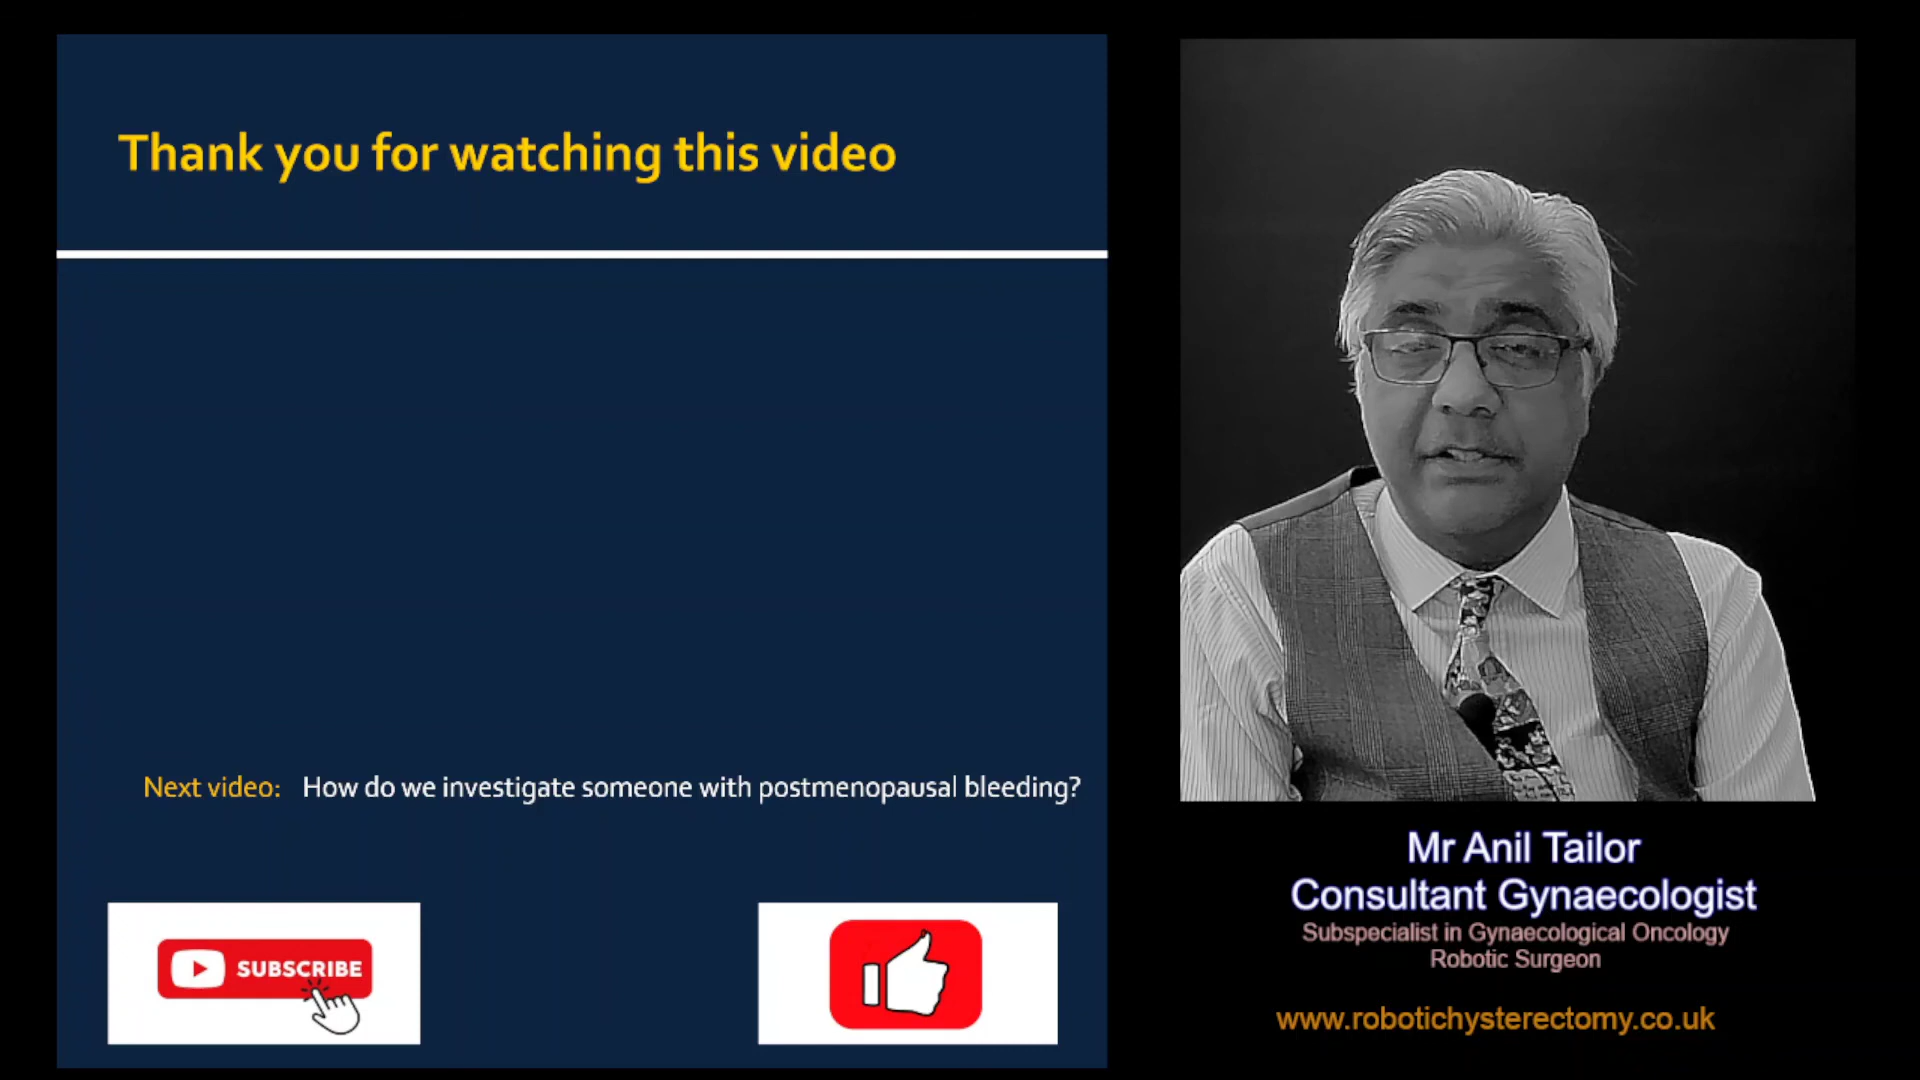 Thank you for watching this video
Next video: How do we investigate someone with postmenopausal bleeding?
SUBSCRIBE
Mr Anil Tailor
Consultant Gynaecologist
Subspecialist in Gynaecological Oncology
Robotic Surgeon
www.robotichysterectomy.co.uk